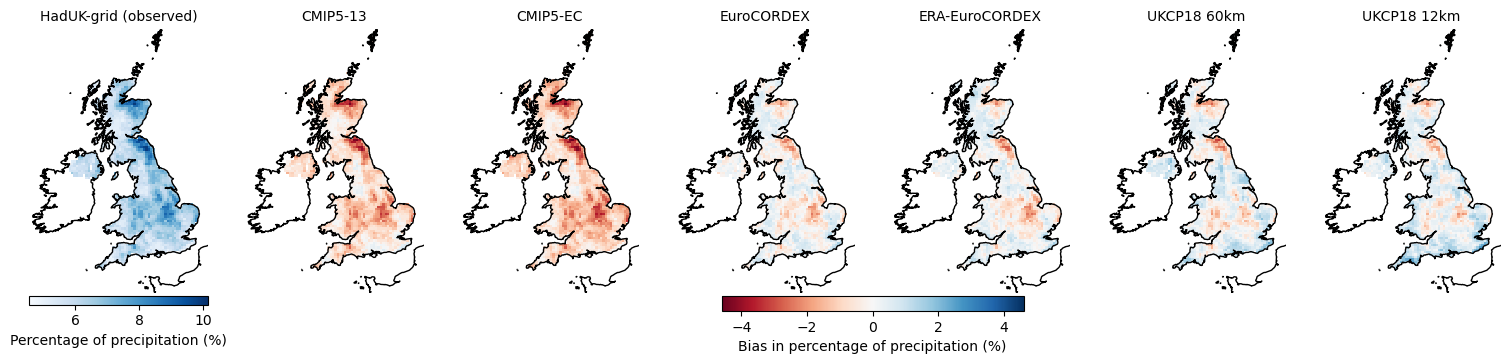 HadUK-grid (observed)
CMIP5-13
CMIP5-EC
EuroCORDEX
ERA-EuroCORDEX
UKCP18 60km
UKCP18 12km
6 8 10
Percentage of precipitation (%)
−4 −2 0 2 4
Bias in percentage of precipitation (%)